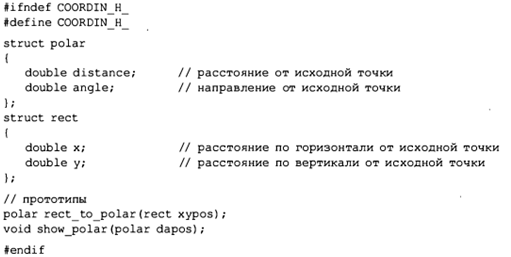 #ifndef COORDIN_H_
#define COORDIN_H_
struct polar
{
double distance; // расстояние от исходной точки
double angle; // направление от исходной точки
};
struct rect
{
double x; // расстояние по горизонтали от исходной точки
double y; // расстояние по вертикали от исходной точки
};
// прототипы
polar rect_to_polar(rect xypos);
void show_polar(polar dapos);
#endif